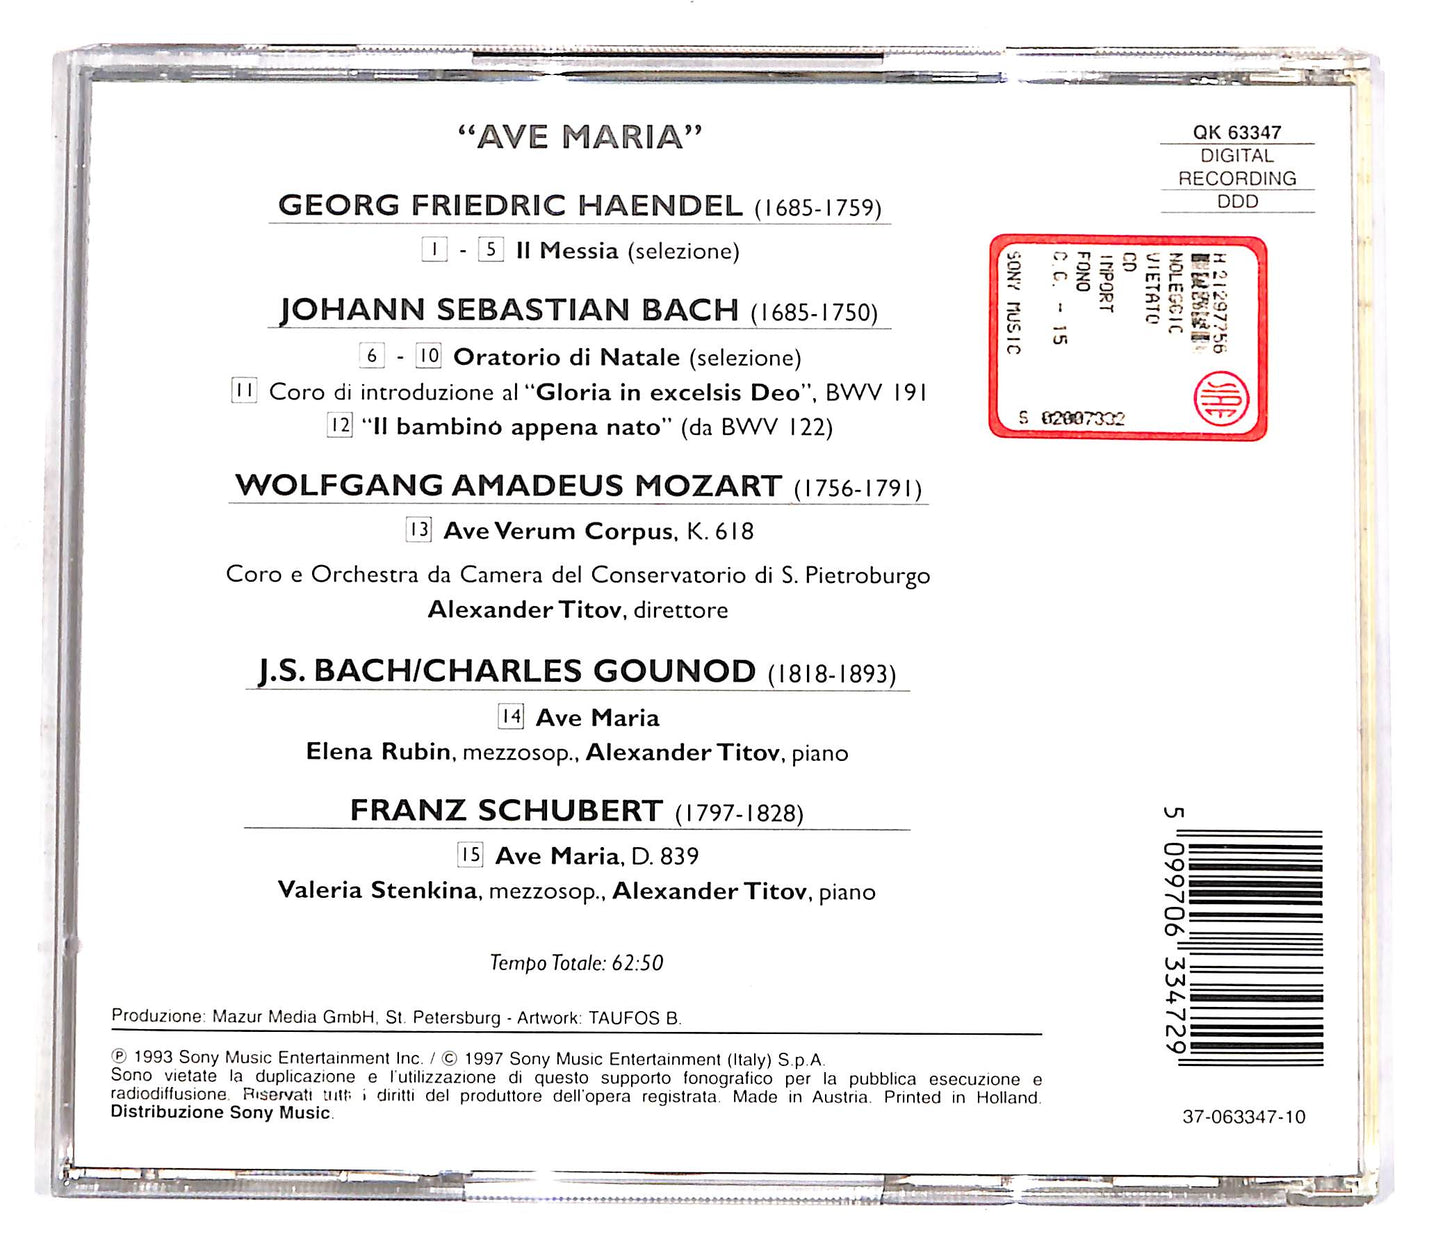 “AVE MARIA”
GEORG FRIEDRIC HAENDEL (1685-1759)
1 - 5 Il Messia (selezione)
JOHANN SEBASTIAN BACH (1685-1750)
6 - 10 Oratorio di Natale (selezione)
11 Coro di introduzione al “Gloria in excelsis Deo”, BWV 191
12 “Il bambino appena nato” (da BWV 122)
WOLFGANG AMADEUS MOZART (1756-1791)
13 Ave Verum Corpus, K. 618
Coro e Orchestra da Camera del Conservatorio di S. Pietroburgo
Alexander Titov, direttore
J.S. BACH/CHARLES GOUNOD (1818-1893)
14 Ave Maria
Elena Rubin, mezzosop., Alexander Titov, piano
FRANZ SCHUBERT (1797-1828)
15 Ave Maria, D. 839
Valeria Stenkina, mezzosop., Alexander Titov, piano
Tempo Totale: 62:50
Produzione: Mazur Media GmbH, St. Petersburg - Artwork: TAUFOS B.
℗ 1993 Sony Music Entertainment Inc. / © 1997 Sony Music Entertainment (Italy) S.p.A.
Sono vietate la duplicazione e l'utilizzazione di questo supporto fonografico per la pubblica esecuzione e
radiodiffusione. Riservati tutti i diritti del produttore dell'opera registrata. Made in Austria. Printed in Holland.
Distribuzione Sony Music.
QK 63347
DIGITAL
RECORDING
DDD
H 21297756
NOLEGGIO
VIETATO
CD
IMPORT
FONO
C.C. - 15
SONY MUSIC
SIAE
S 02007332
5 099706 334729
37-063347-10